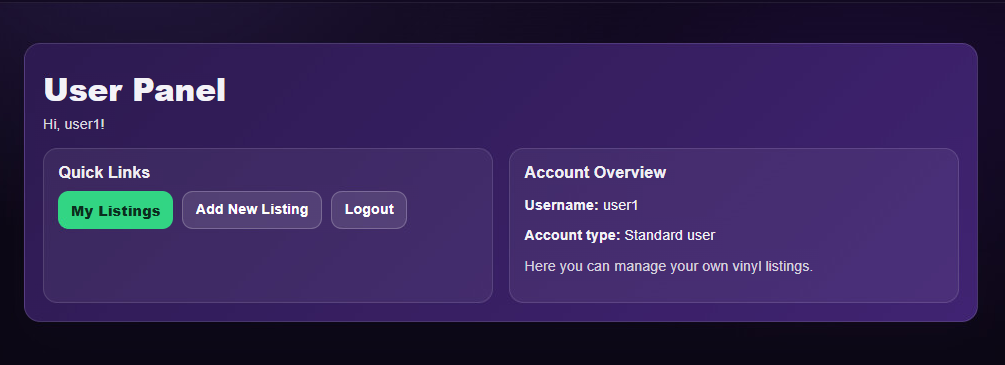 User Panel
Hi, user1!
Quick Links
My Listings Add New Listing Logout
Account Overview
Username: user1
Account type: Standard user
Here you can manage your own vinyl listings.